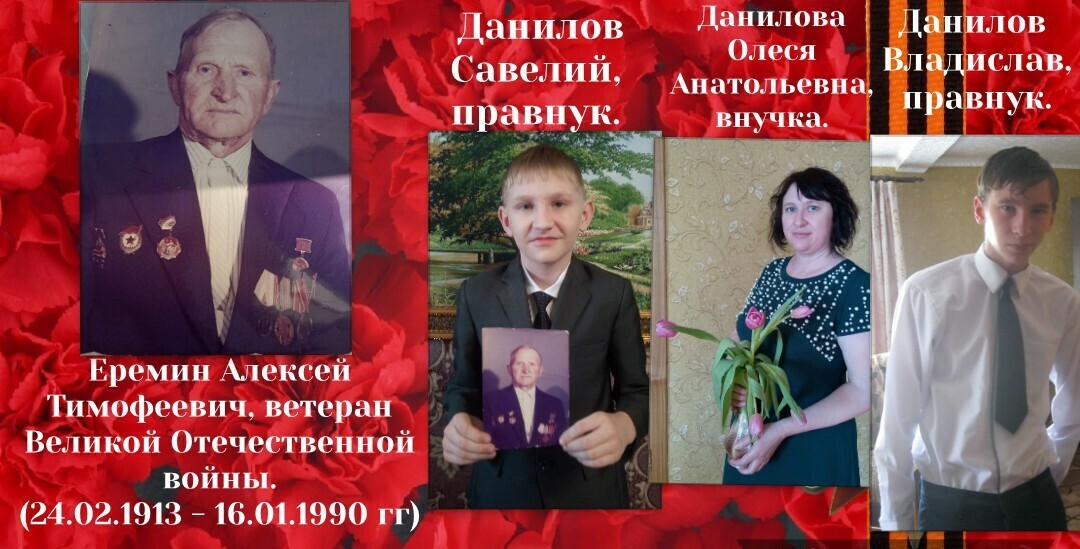 Еремин Алексей
Тимофеевич, ветеран
Великой Отечественной
войны.
(24.02.1913 - 16.01.1990 гг)
Данилов
Савелий,
правнук.
Данилова
Олеся
Анатольевна,
внучка.
Данилов
Владислав,
правнук.